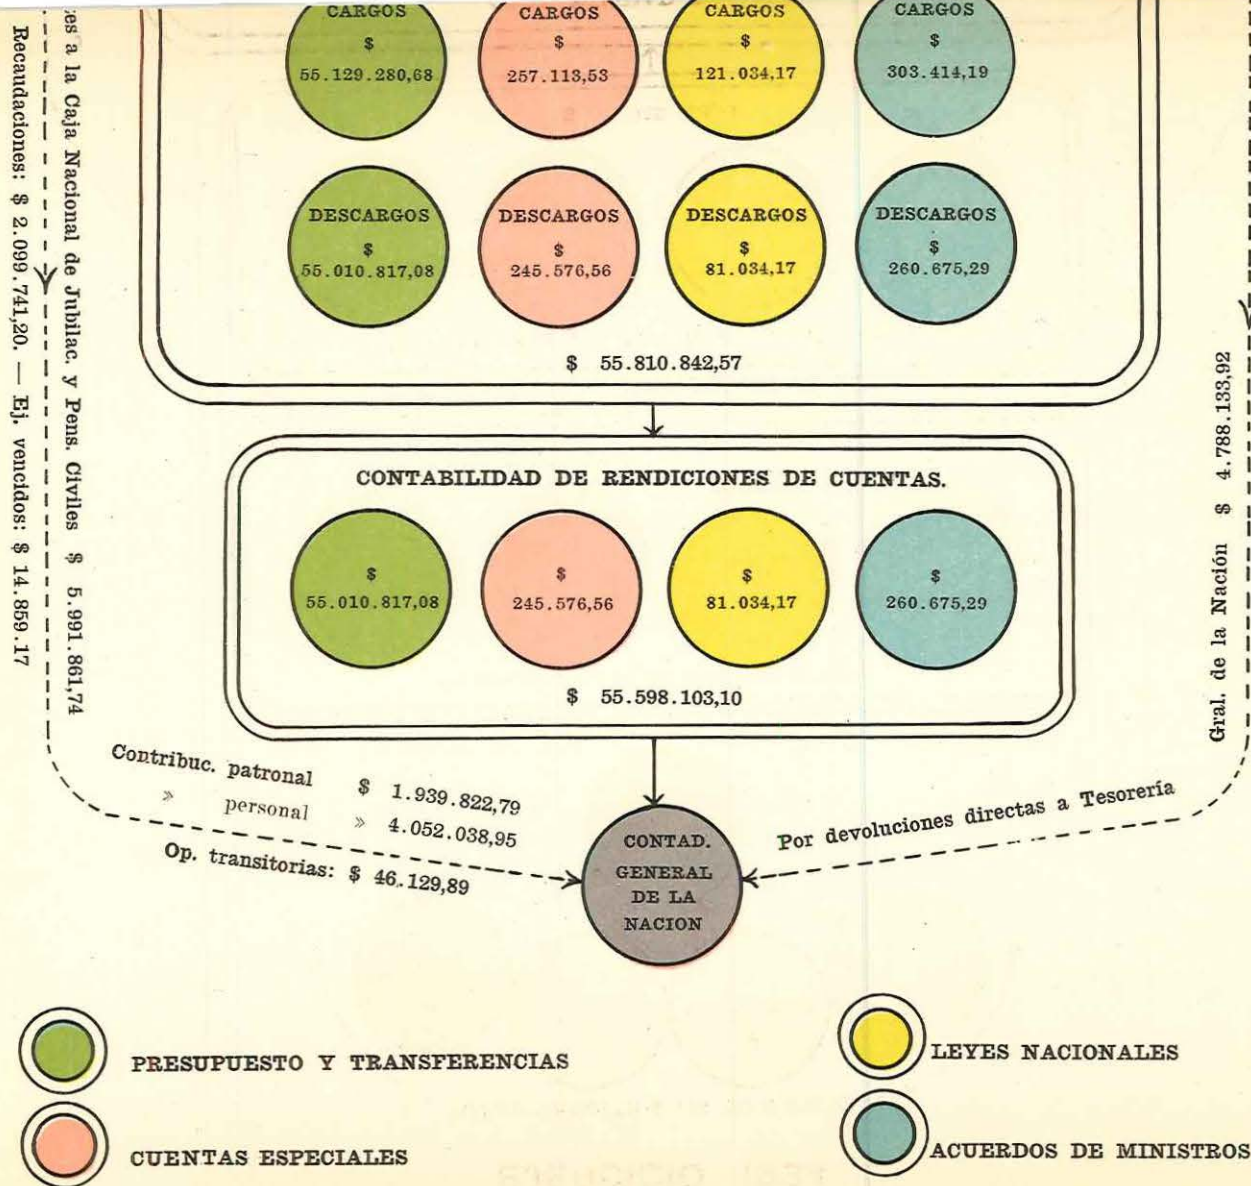 CARGOS
$
55.129.280,68
CARGOS
$
257.113,53
CARGOS
$
121.034,17
CARGOS
$
303.414,19
DESCARGOS
$
55.010.817,08
DESCARGOS
$
245.576,56
DESCARGOS
$
81.034,17
DESCARGOS
$
260.675,29
$ 55.810.842,57
CONTABILIDAD DE RENDICIONES DE CUENTAS.
$
55.010.817,08
$
245.576,56
$
81.034,17
$
260.675,29
$ 55.598.103,10
a la Caja Nacional de Jubilac. y Pens. Civiles $ 5.991.861,74
Recaudaciones: $ 2.099.741,20. — Ej. vencidos: $ 14.859.17
Gral. de la Nación $ 4.788.133,92
Contribuc. patronal $ 1.939.822,79
» personal » 4.052.038,95
Op. transitorias: $ 46.129,89
Por devoluciones directas a Tesorería
CONTAD.
GENERAL
DE LA
NACION
PRESUPUESTO Y TRANSFERENCIAS
CUENTAS ESPECIALES
LEYES NACIONALES
ACUERDOS DE MINISTROS